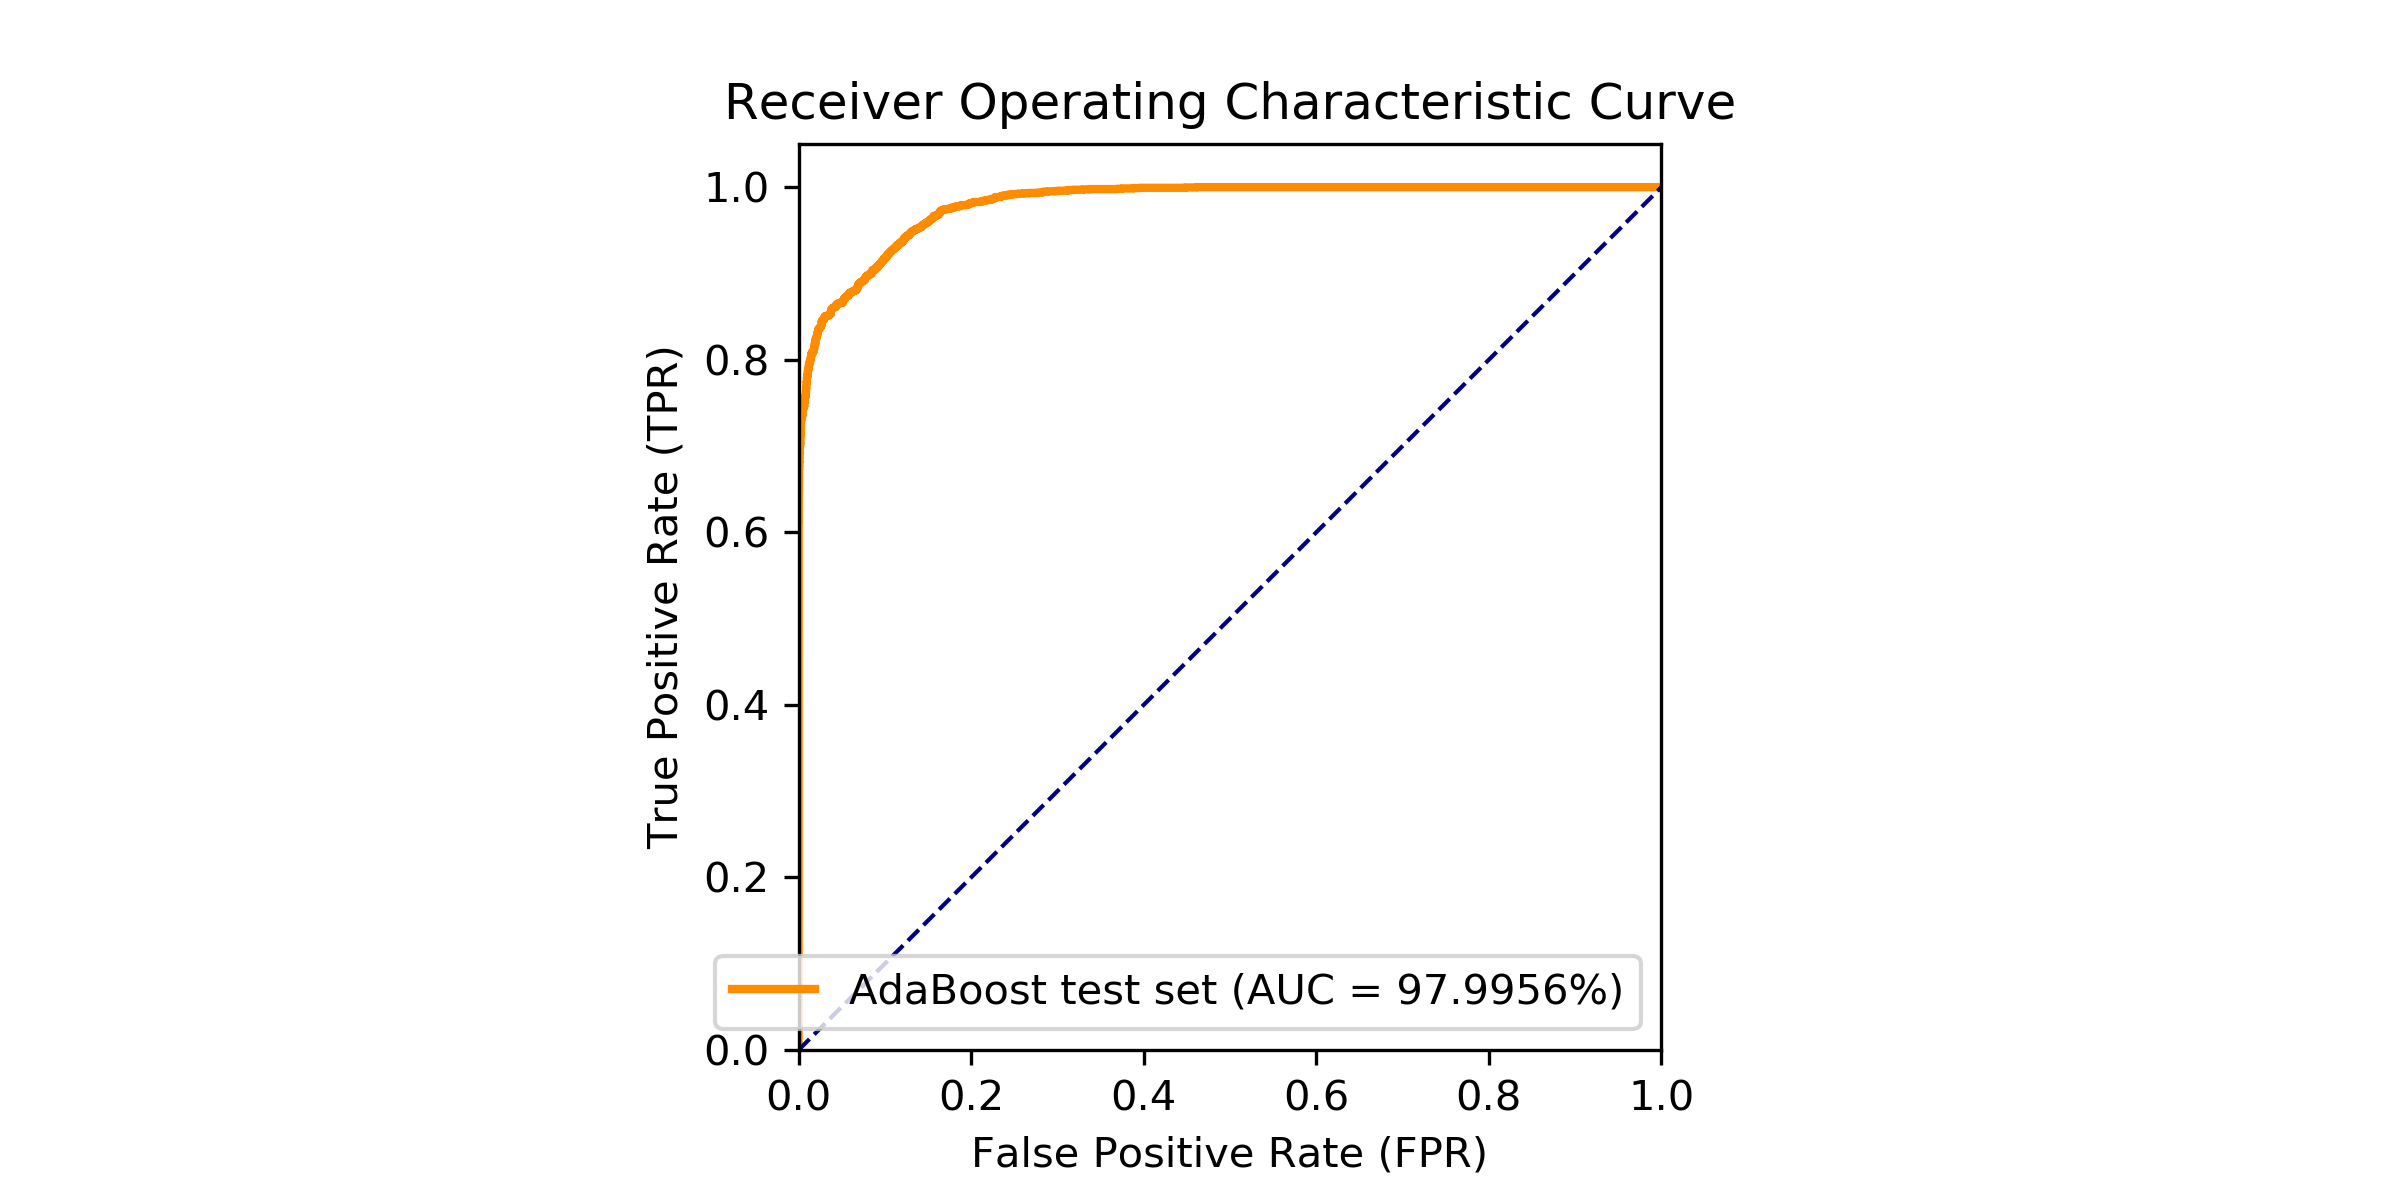 Receiver Operating Characteristic Curve
1.0
0.8
0.6
0.4
0.2
0.0
True Positive Rate (TPR)
AdaBoost test set (AUC = 97.9956%)
0.0 0.2 0.4 0.6 0.8 1.0
False Positive Rate (FPR)